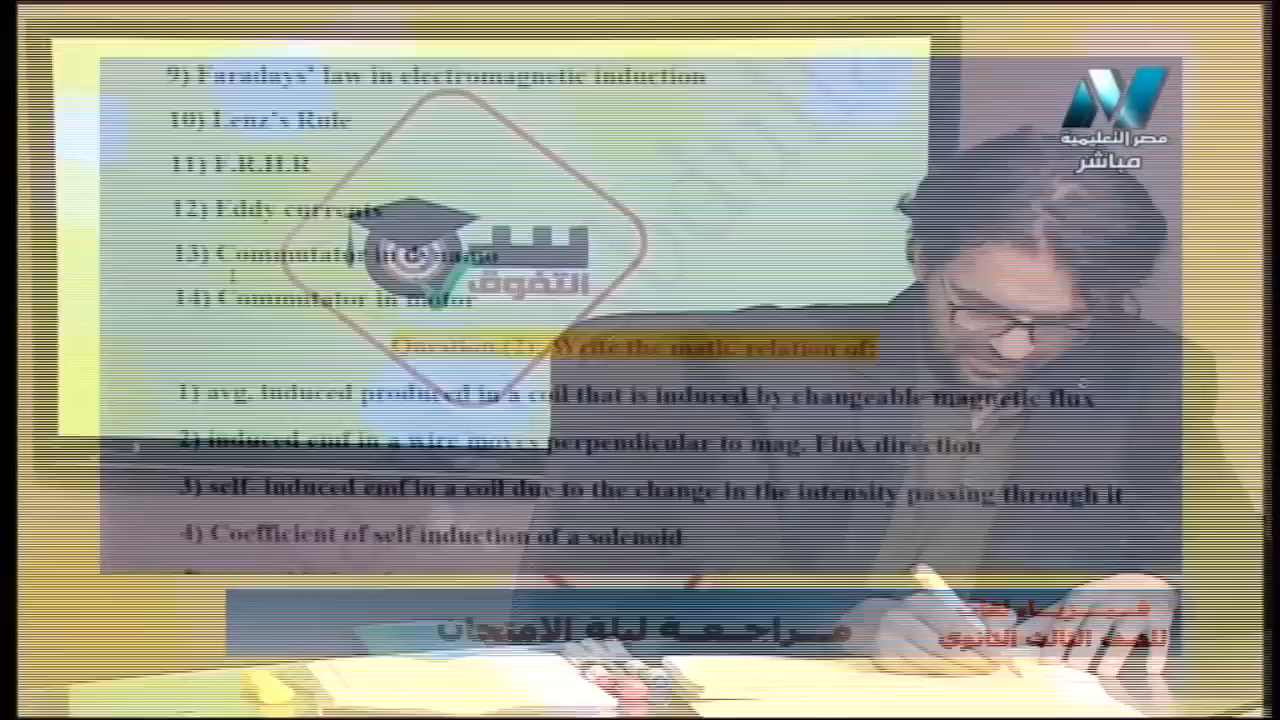 9) Faradays' law in electromagnetic induction
10) Lenz's Rule
11) F.R.H.R
12) Eddy currents
13) Commutator in dynamo
14) Commutator in motor
Question (2): Write the math. relation of:
1) avg. induced produced in a coil that is induced by changeable magnetic flux
2) induced emf in a wire moves perpendicular to mag. Flux direction
3) self- induced emf in a coil due to the change in the intensity passing through it
4) Coefficient of self induction of a solenoid
مصر التعليمية
مباشر
التفوق
مراجعة ليلة الامتحان
فيزياء لغات
للصف الثالث الثانوي